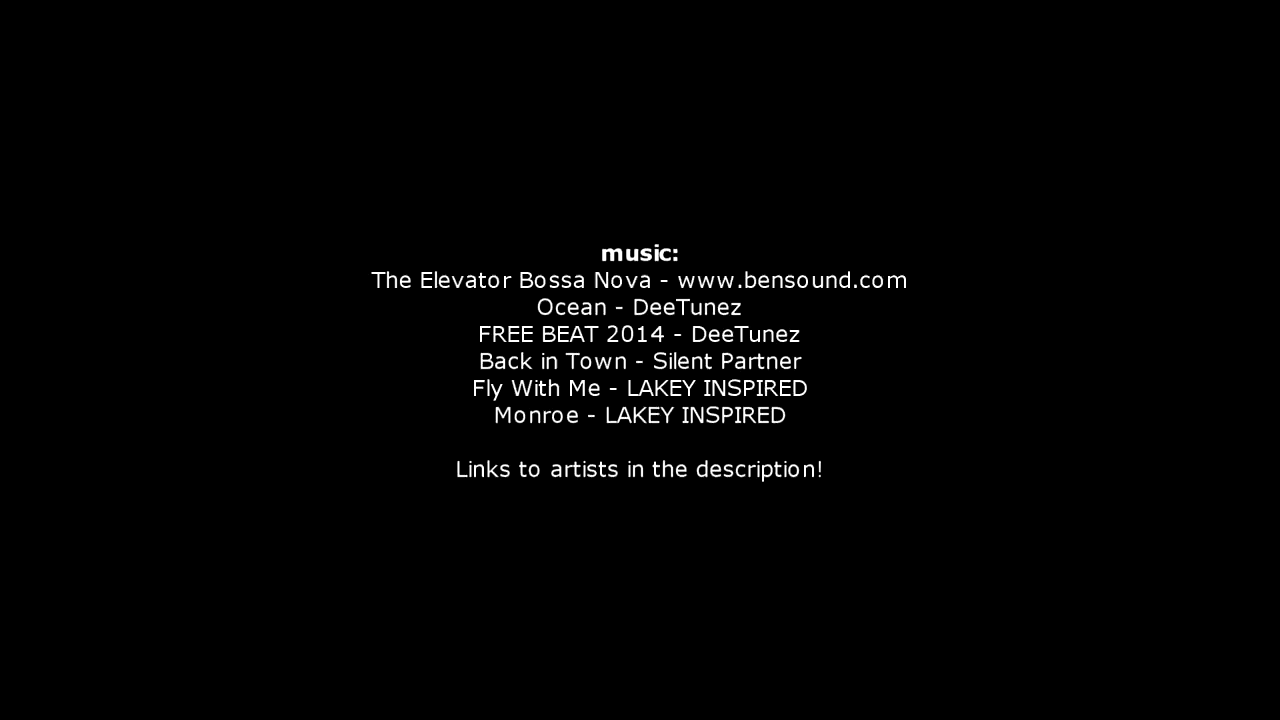 music:
The Elevator Bossa Nova - www.bensound.com
Ocean - DeeTunez
FREE BEAT 2014 - DeeTunez
Back in Town - Silent Partner
Fly With Me - LAKEY INSPIRED
Monroe - LAKEY INSPIRED
Links to artists in the description!